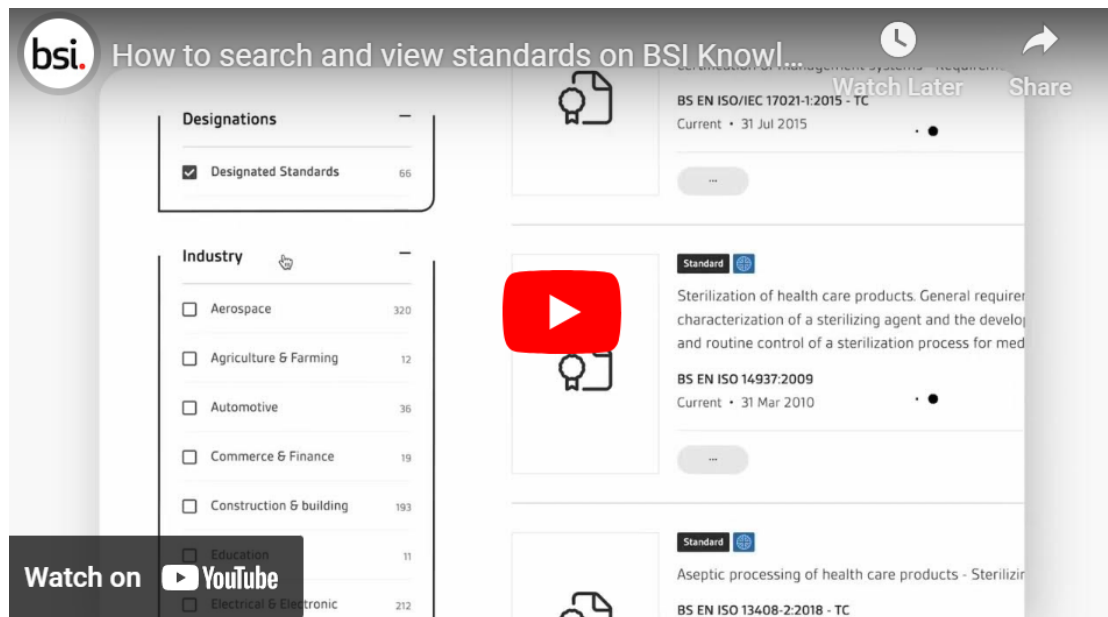 bsi.
How to search and view standards on BSI Knowl...
Watch Later
Share
Designations
Designated Standards 66
Industry
Aerospace 320
Agriculture & Farming 12
Automotive 36
Commerce & Finance 19
Construction & building 193
Education 11
Electrical & Electronic 212
BS EN ISO/IEC 17021-1:2015 - TC
Current • 31 Jul 2015
...
Standard
Sterilization of health care products. General requirer
characterization of a sterilizing agent and the develop
and routine control of a sterilization process for med
BS EN ISO 14937:2009
Current • 31 Mar 2010
...
Standard
Aseptic processing of health care products - Sterilizin
BS EN ISO 13408-2:2018 - TC
Watch on YouTube